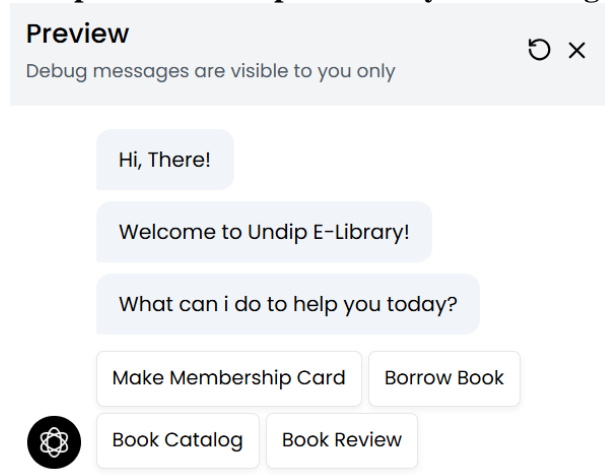 Preview
Debug messages are visible to you only
Hi, There!
Welcome to Undip E-Library!
What can i do to help you today?
Make Membership Card Borrow Book
Book Catalog Book Review